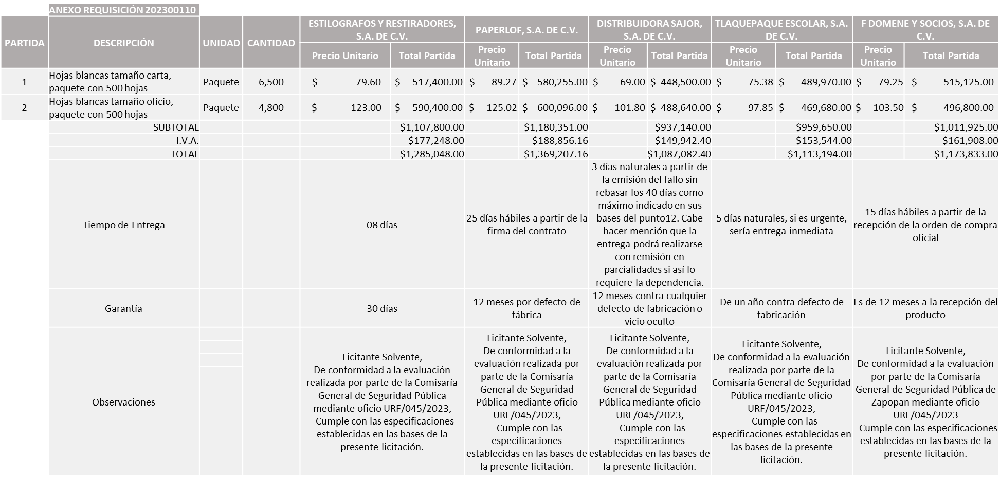 ANEXO REQUISICIÓN 202300110
PARTIDA
DESCRIPCIÓN
UNIDAD
CANTIDAD
ESTILOGRAFOS Y RESTIRADORES,
S.A. DE C.V.
PAPERLOF, S.A. DE C.V.
DISTRIBUIDORA SAJOR,
S.A. DE C.V.
TLAQUEPAQUE ESCOLAR, S.A.
DE C.V.
F DOMENE Y SOCIOS, S.A. DE
C.V.
Precio Unitario
Total Partida
Precio
Unitario
Total Partida
Precio
Unitario
Total Partida
Precio
Unitario
Total Partida
Precio
Unitario
Total Partida
1
Hojas blancas tamaño carta,
paquete con 500 hojas
Paquete
6,500
$ 79.60
$ 517,400.00
$ 89.27
$ 580,255.00
$ 69.00
$ 448,500.00
$ 75.38
$ 489,970.00
$ 79.25
$ 515,125.00
2
Hojas blancas tamaño oficio,
paquete con 500 hojas
Paquete
4,800
$ 123.00
$ 590,400.00
$ 125.02
$ 600,096.00
$ 101.80
$ 488,640.00
$ 97.85
$ 469,680.00
$ 103.50
$ 496,800.00
SUBTOTAL
$1,107,800.00
$1,180,351.00
$937,140.00
$959,650.00
$1,011,925.00
I.V.A.
$177,248.00
$188,856.16
$149,942.40
$153,544.00
$161,908.00
TOTAL
$1,285,048.00
$1,369,207.16
$1,087,082.40
$1,113,194.00
$1,173,833.00
Tiempo de Entrega
08 días
25 días hábiles a partir de la
firma del contrato
3 días naturales a partir de
la emisión del fallo sin
rebasar los 40 días como
máximo indicado en sus
bases del punto12. Cabe
hacer mención que la
entrega podrá realizarse
con remisión en
parcialidades si así lo
requiere la dependencia.
5 días naturales, si es urgente,
sería entrega inmediata
15 días hábiles a partir de la
recepción de la orden de compra
oficial
Garantía
30 días
12 meses por defecto de
fábrica
12 meses contra cualquier
defecto de fabricación o
vicio oculto
De un año contra defecto de
fabricación
Es de 12 meses a la recepción del
producto
Observaciones
Licitante Solvente,
De conformidad a la evaluación
realizada por parte de la Comisaría
General de Seguridad Pública
mediante oficio URF/045/2023,
- Cumple con las especificaciones
establecidas en las bases de la
presente licitación.
Licitante Solvente,
De conformidad a la
evaluación realizada por
parte de la Comisaría
General de Seguridad
Pública mediante oficio
URF/045/2023,
- Cumple con las
especificaciones
establecidas en las bases de
la presente licitación.
Licitante Solvente,
De conformidad a la
evaluación realizada por
parte de la Comisaría
General de Seguridad
Pública mediante oficio
URF/045/2023,
- Cumple con las
especificaciones
establecidas en las bases de
la presente licitación.
Licitante Solvente,
De conformidad a la evaluación
realizada por parte de la
Comisaría General de Seguridad
Pública mediante oficio
URF/045/2023,
- Cumple con las
especificaciones establecidas en
las bases de la presente
licitación.
Licitante Solvente,
De conformidad a la evaluación
por parte de la Comisaría
General de Seguridad Pública de
Zapopan mediante oficio
URF/045/2023
- Cumple con las especificaciones
establecidas en las bases de la
presente licitación.